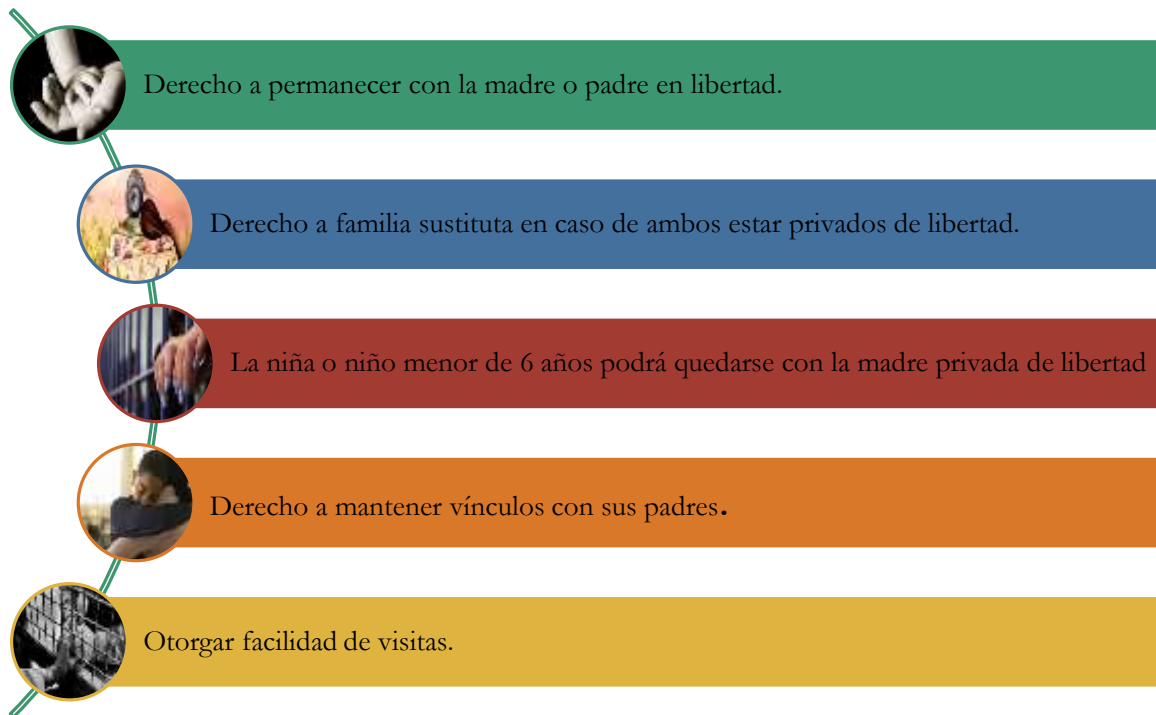 Derecho a permanecer con la madre o padre en libertad.
Derecho a familia sustituta en caso de ambos estar privados de libertad.
La niña o niño menor de 6 años podrá quedarse con la madre privada de libertad
Derecho a mantener vínculos con sus padres.
Otorgar facilidad de visitas.